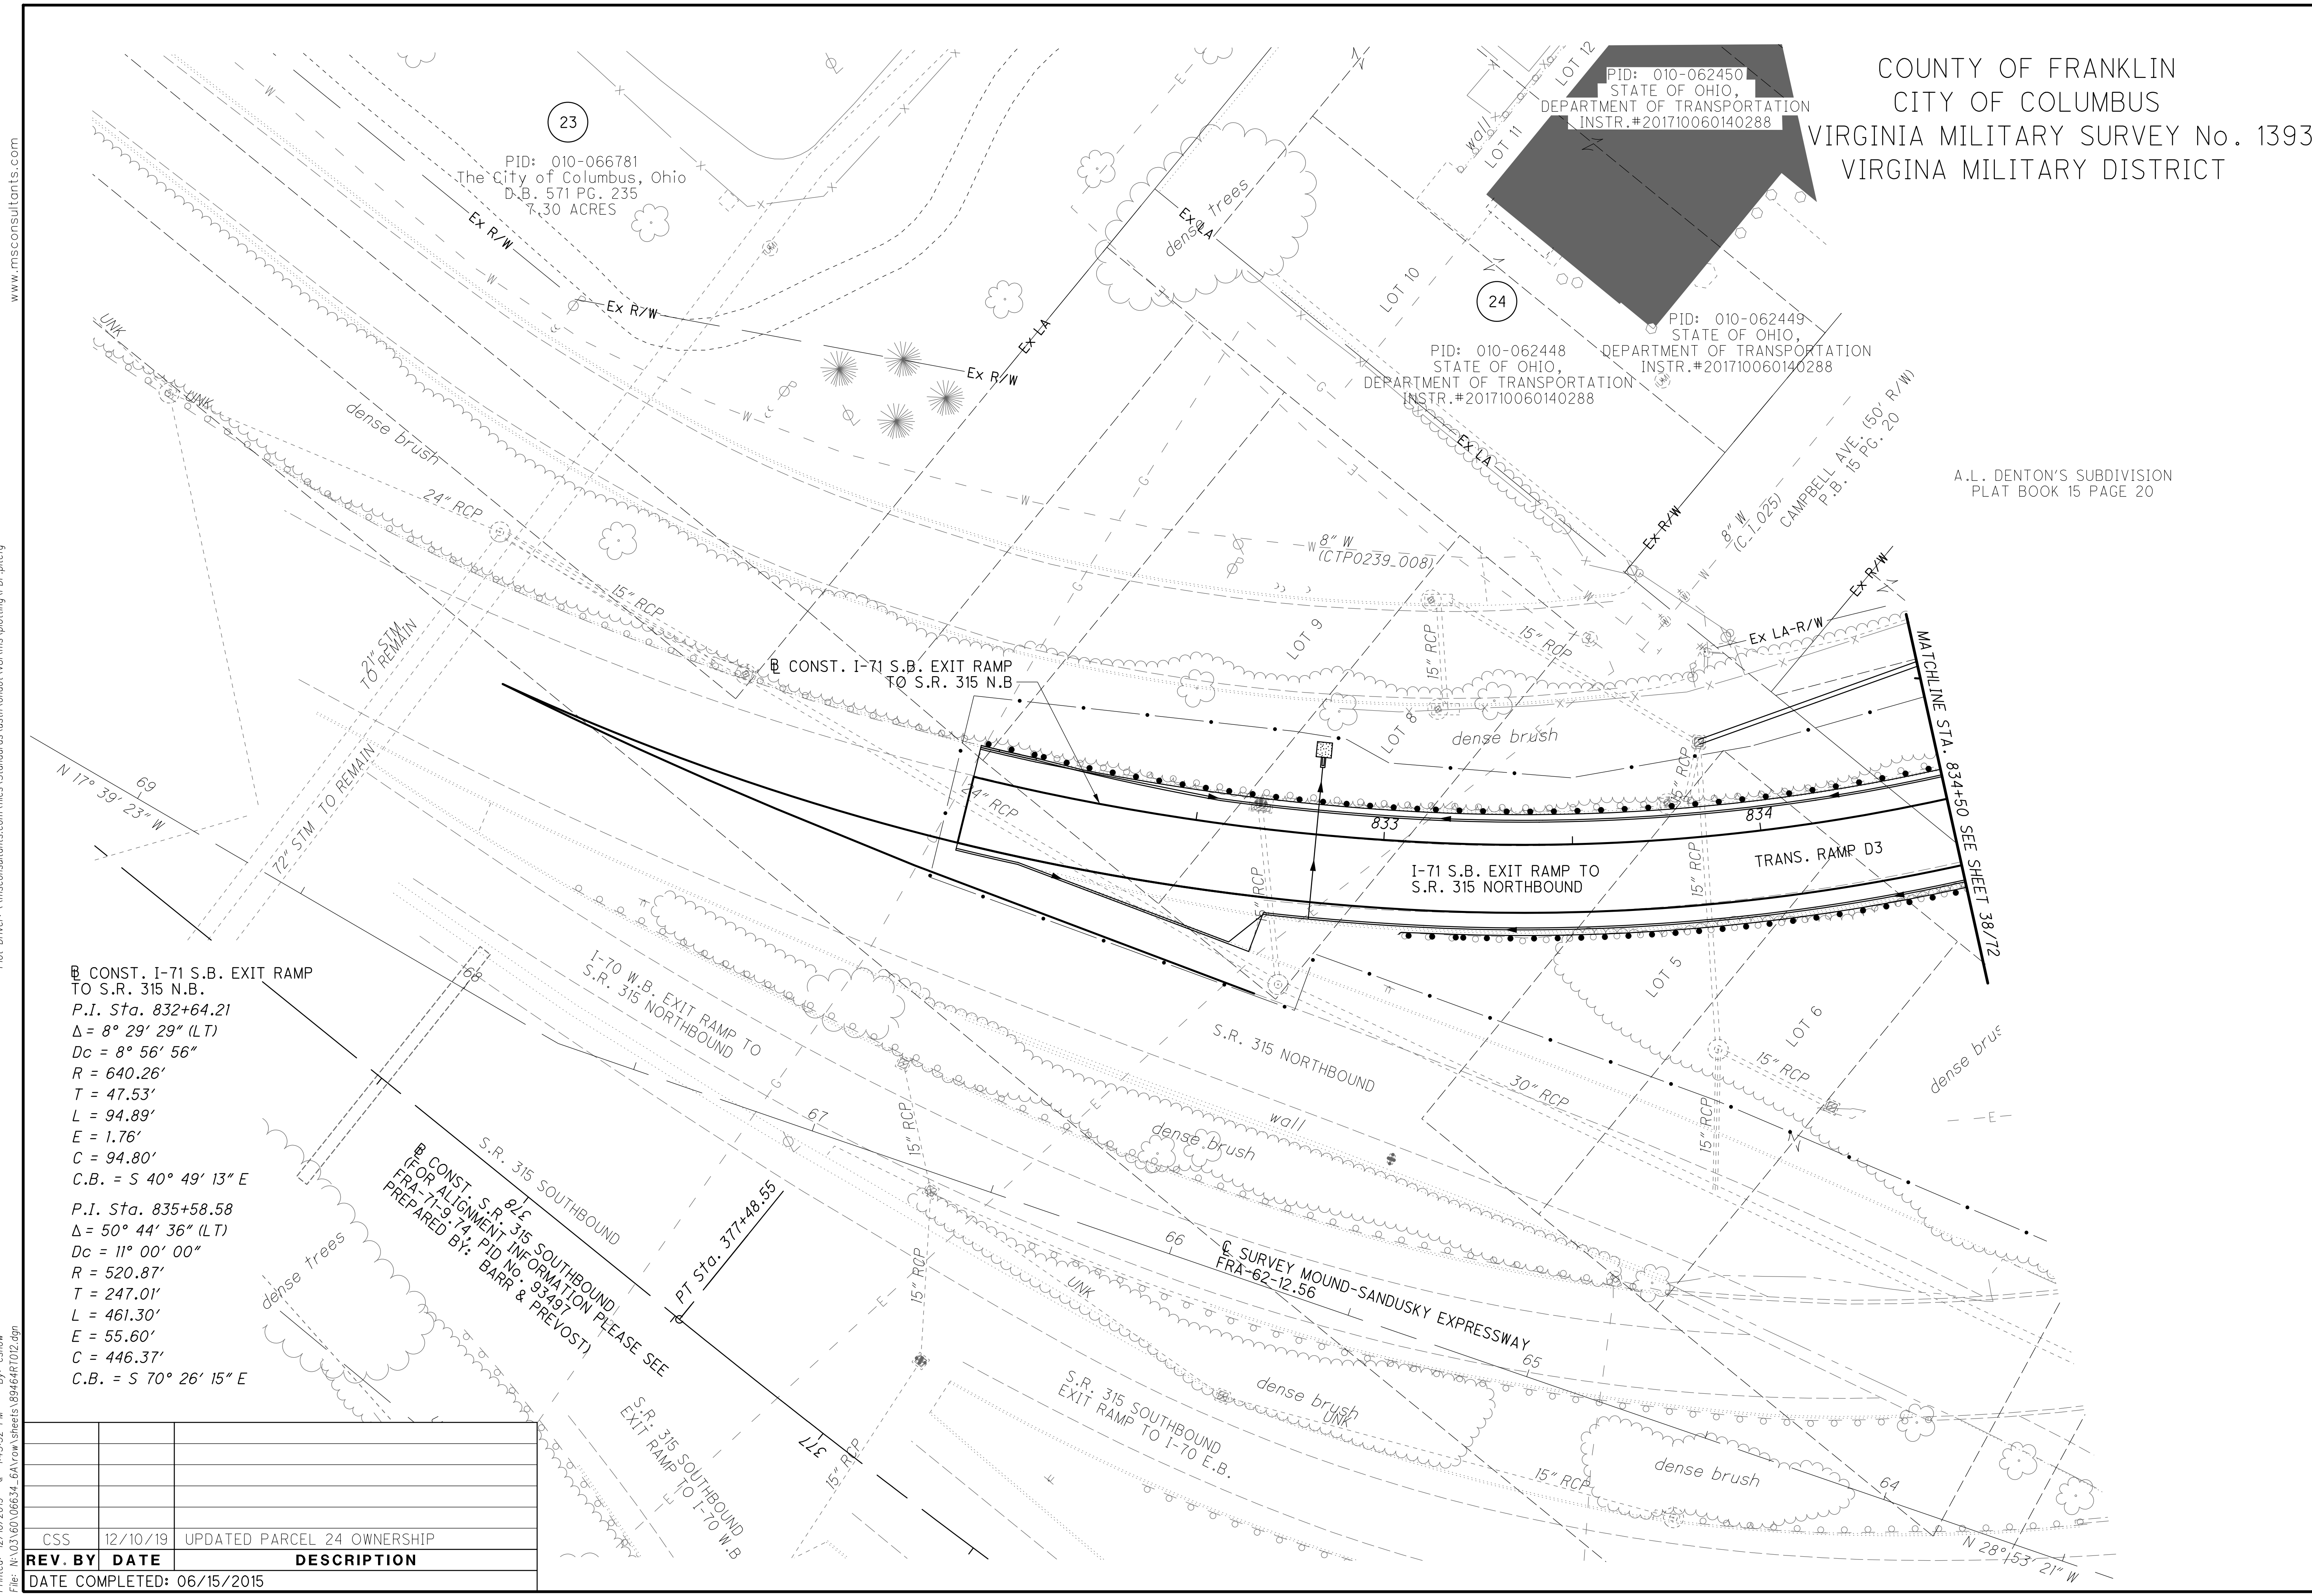 COUNTY OF FRANKLIN
CITY OF COLUMBUS
VIRGINIA MILITARY SURVEY No. 1393
VIRGINA MILITARY DISTRICT
A.L. DENTON'S SUBDIVISION
PLAT BOOK 15 PAGE 20
23
PID: 010-066781
The City of Columbus, Ohio
D.B. 571 PG. 235
7.30 ACRES
PID: 010-062450
STATE OF OHIO,
DEPARTMENT OF TRANSPORTATION
INSTR.#201710060140288
24
PID: 010-062449
STATE OF OHIO,
DEPARTMENT OF TRANSPORTATION
INSTR.#201710060140288
PID: 010-062448
STATE OF OHIO,
DEPARTMENT OF TRANSPORTATION
INSTR.#201710060140288
LOT 12
LOT 11
wall
LOT 10
LOT 9
LOT 8
LOT 5
LOT 6
dense trees
Ex LA
Ex LA
Ex LA
Ex R/W
Ex R/W
Ex R/W
Ex R/W
Ex R/W
Ex LA-R/W
CAMPBELL AVE. (50' R/W)
P.B. 15 PG. 20
8" W
(C-1.025)
8" W
(CTP0239_008)
UNK
UNK
dense brush
24" RCP
15" RCP
21" STM
TO REMAIN
72" STM TO REMAIN
69
N 17° 39' 23" W
68
67
66
65
64
N 28° 53' 21" W
℄ CONST. I-71 S.B. EXIT RAMP
TO S.R. 315 N.B
15" RCP
15" RCP
dense brush
24" RCP
15" RCP
15" RCP
15" RCP
833
834
I-71 S.B. EXIT RAMP TO
S.R. 315 NORTHBOUND
TRANS. RAMP D3
MATCHLINE STA. 834+50 SEE SHEET 38/72
I-70 W.B. EXIT RAMP TO
S.R. 315 NORTHBOUND
S.R. 315 NORTHBOUND
30" RCP
15" RCP
15" RCP
wall
dense brush
15" RCP
15" RCP
15" RCP
15" RCP
S.R. 315 SOUTHBOUND
℄ CONST. S.R. 315 SOUTHBOUND
(FOR ALIGNMENT INFORMATION PLEASE SEE
FRA-71-9.74, PID No. 93497
PREPARED BY: BARR & PREVOST)
378
377
PT Sta. 377+48.55
℄ SURVEY MOUND-SANDUSKY EXPRESSWAY
FRA-62-12.56
UNK
UNK
dense brush
dense brush
dense trees
S.R. 315 SOUTHBOUND
EXIT RAMP TO I-70 W.B
S.R. 315 SOUTHBOUND
EXIT RAMP TO I-70 E.B.
℄ CONST. I-71 S.B. EXIT RAMP
TO S.R. 315 N.B.
P.I. Sta. 832+64.21
Δ = 8° 29' 29" (LT)
Dc = 8° 56' 56"
R = 640.26'
T = 47.53'
L = 94.89'
E = 1.76'
C = 94.80'
C.B. = S 40° 49' 13" E
P.I. Sta. 835+58.58
Δ = 50° 44' 36" (LT)
Dc = 11° 00' 00"
R = 520.87'
T = 247.01'
L = 461.30'
E = 55.60'
C = 446.37'
C.B. = S 70° 26' 15" E
CSS 12/10/19 UPDATED PARCEL 24 OWNERSHIP
REV. BY DATE DESCRIPTION
DATE COMPLETED: 06/15/2015
www.msconsultants.com